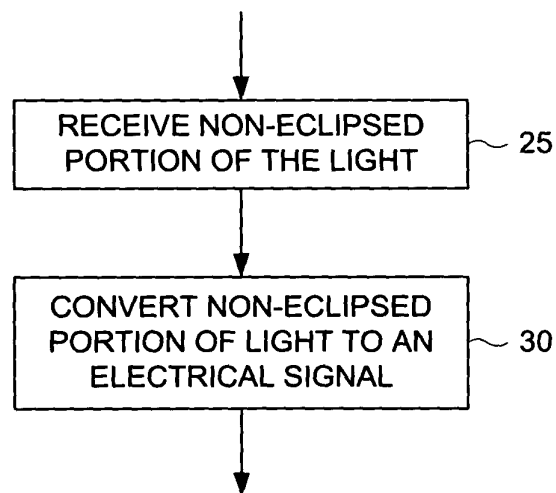 RECEIVE NON-ECLIPSED
PORTION OF THE LIGHT
25
CONVERT NON-ECLIPSED
PORTION OF LIGHT TO AN
ELECTRICAL SIGNAL
30